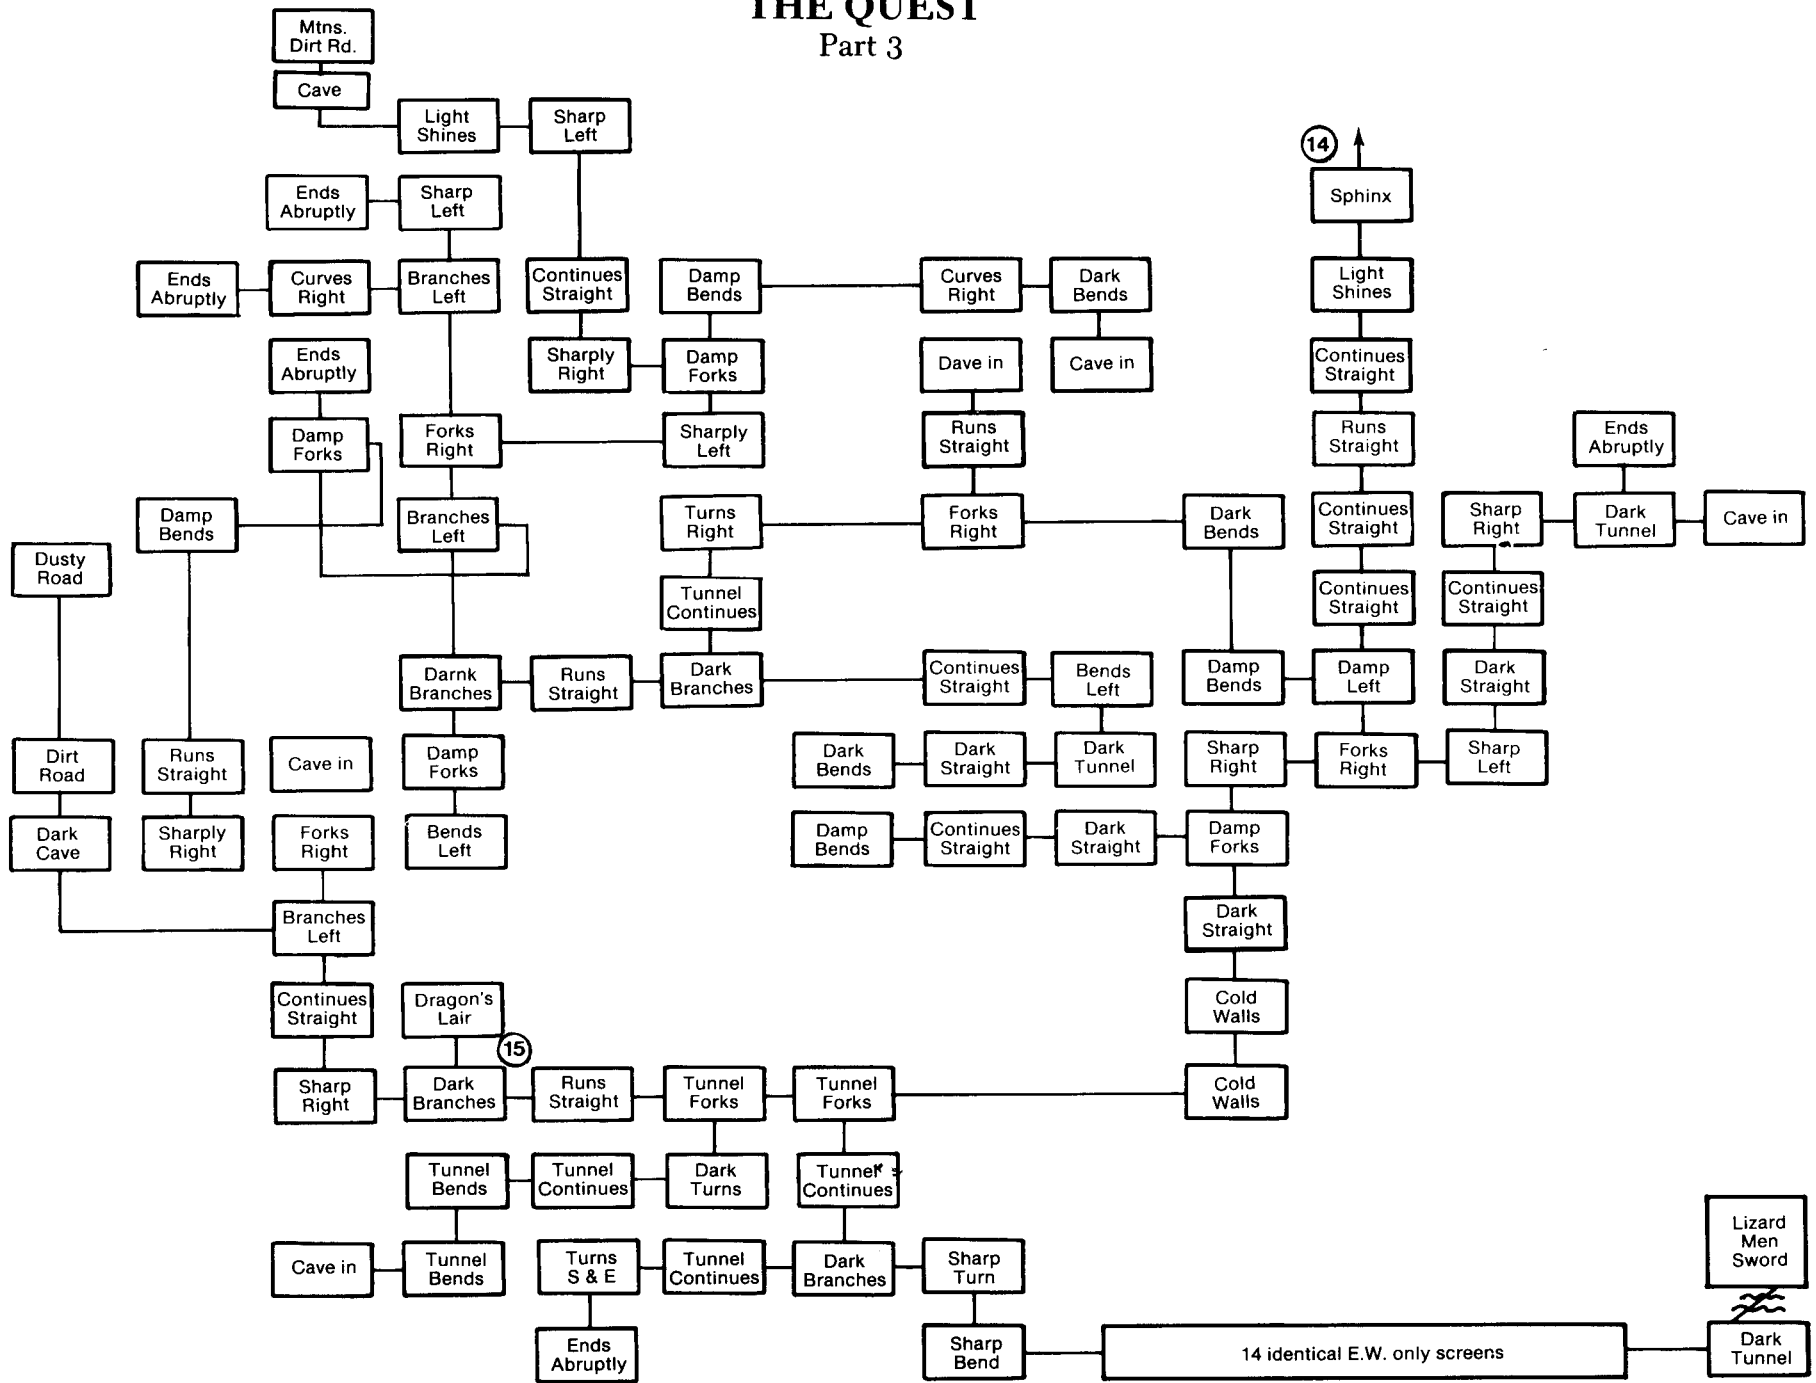 THE QUEST
Part 3
Mtns.
Dirt Rd.
Cave
Light
Shines
Sharp
Left
14
Sphinx
Ends
Abruptly
Sharp
Left
Ends
Abruptly
Curves
Right
Branches
Left
Continues
Straight
Damp
Bends
Curves
Right
Dark
Bends
Light
Shines
Ends
Abruptly
Sharply
Right
Damp
Forks
Dave in
Cave in
Continues
Straight
Damp
Forks
Forks
Right
Sharply
Left
Runs
Straight
Runs
Straight
Ends
Abruptly
Damp
Bends
Branches
Left
Turns
Right
Forks
Right
Dark
Bends
Continues
Straight
Sharp
Right
Dark
Tunnel
Cave in
Dusty
Road
Tunnel
Continues
Continues
Straight
Continues
Straight
Darnk
Branches
Runs
Straight
Dark
Branches
Continues
Straight
Bends
Left
Damp
Bends
Damp
Left
Dark
Straight
Dirt
Road
Runs
Straight
Cave in
Damp
Forks
Dark
Bends
Dark
Straight
Dark
Tunnel
Sharp
Right
Forks
Right
Sharp
Left
Dark
Cave
Sharply
Right
Forks
Right
Bends
Left
Damp
Bends
Continues
Straight
Dark
Straight
Damp
Forks
Branches
Left
Dark
Straight
Continues
Straight
Dragon's
Lair
Cold
Walls
15
Sharp
Right
Dark
Branches
Runs
Straight
Tunnel
Forks
Tunnel
Forks
Cold
Walls
Tunnel
Bends
Tunnel
Continues
Dark
Turns
Tunnel
Continues
Cave in
Tunnel
Bends
Turns
S & E
Tunnel
Continues
Dark
Branches
Sharp
Turn
Lizard
Men
Sword
Ends
Abruptly
Sharp
Bend
14 identical E.W. only screens
Dark
Tunnel